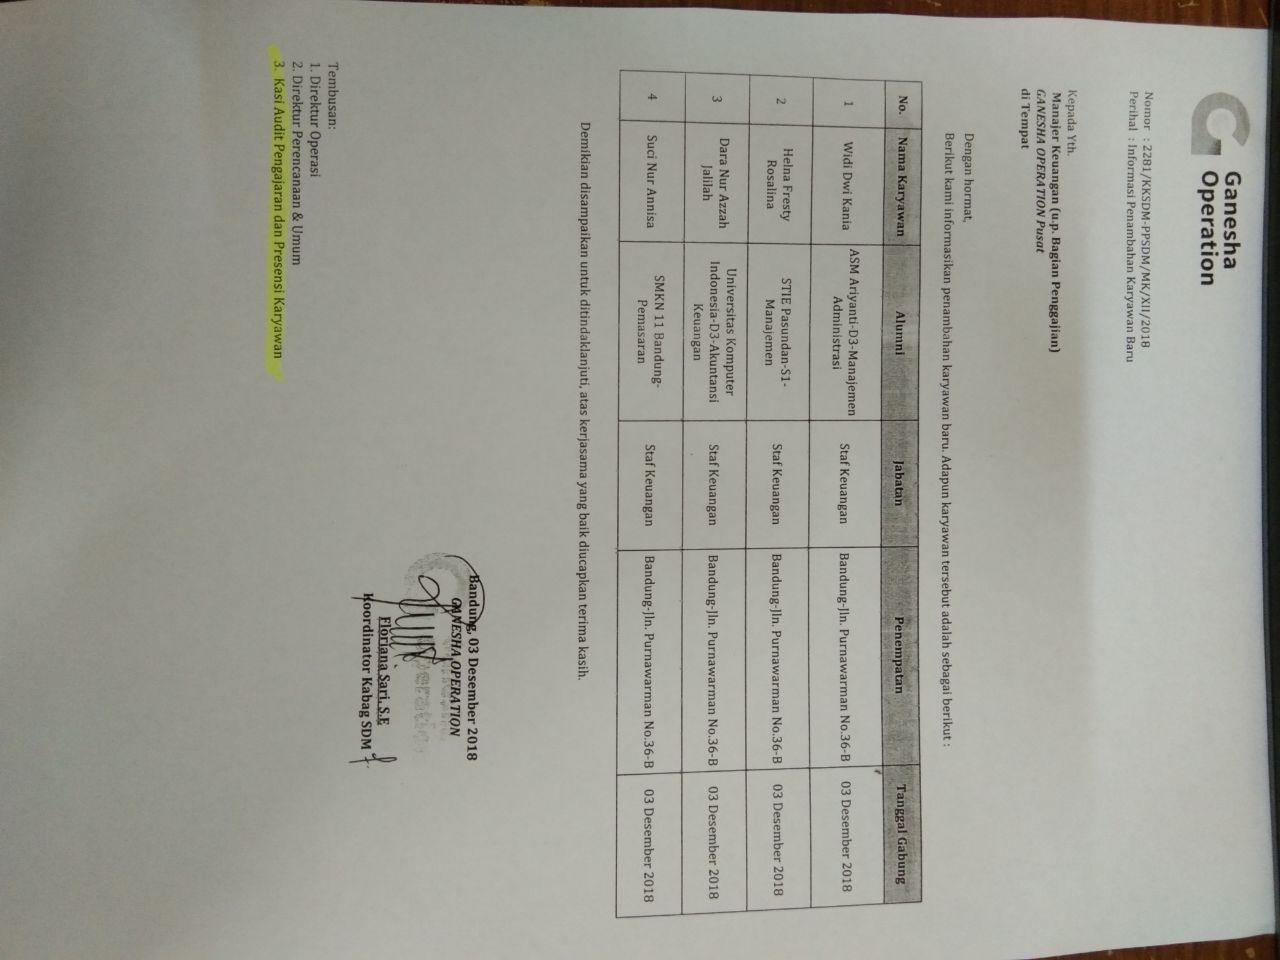 Ganesha
Operation
Nomor : 2281/KKSDM-PPSDM/MK/XII/2018
Perihal : Informasi Penambahan Karyawan Baru
Kepada Yth.
Manajer Keuangan (u.p. Bagian Penggajian)
GANESHA OPERATION Pusat
di Tempat
Dengan hormat,
Berikut kami informasikan penambahan karyawan baru. Adapun karyawan tersebut adalah sebagai berikut :
No. Nama Karyawan Alumni Jabatan Penempatan Tanggal Gabung
1 Widi Dwi Kania ASM Ariyanti-D3-Manajemen Administrasi Staf Keuangan Bandung-Jln. Purnawarman No.36-B 03 Desember 2018
2 Helna Fresty Rosalina STIE Pasundan-S1-Manajemen Staf Keuangan Bandung-Jln. Purnawarman No.36-B 03 Desember 2018
3 Dara Nur Azzah Jalilah Universitas Komputer Indonesia-D3-Akuntansi Keuangan Staf Keuangan Bandung-Jln. Purnawarman No.36-B 03 Desember 2018
4 Suci Nur Annisa SMKN 11 Bandung-Pemasaran Staf Keuangan Bandung-Jln. Purnawarman No.36-B 03 Desember 2018
Demikian disampaikan untuk ditindaklanjuti, atas kerjasama yang baik diucapkan terima kasih.
Bandung, 03 Desember 2018
GANESHA OPERATION
Floriana Sari, S.E
Koordinator Kabag SDM
Tembusan:
1. Direktur Operasi
2. Direktur Perencanaan & Umum
3. Kasi Audit Pengajaran dan Presensi Karyawan